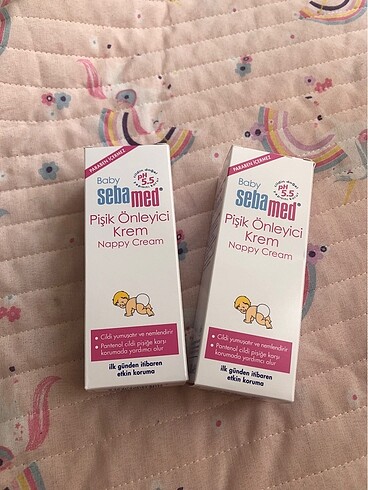 PARABEN İÇERMEZ
Baby
pH
5.5
sebamed
Pişik Önleyici
Krem
Nappy Cream
• Cildi yumuşatır ve nemlendirir
• Pantenol cildi pişiğe karşı
korumada yardımcı olur
ilk günden itibaren
etkin koruma
PARABEN İÇERMEZ
Baby
pH
5.5
sebamed
Pişik Önleyici
Krem
Nappy Cream
• Cildi yumuşatır ve nemlendirir
• Pantenol cildi pişiğe karşı
korumada yardımcı olur
ilk günden itibaren
etkin koruma